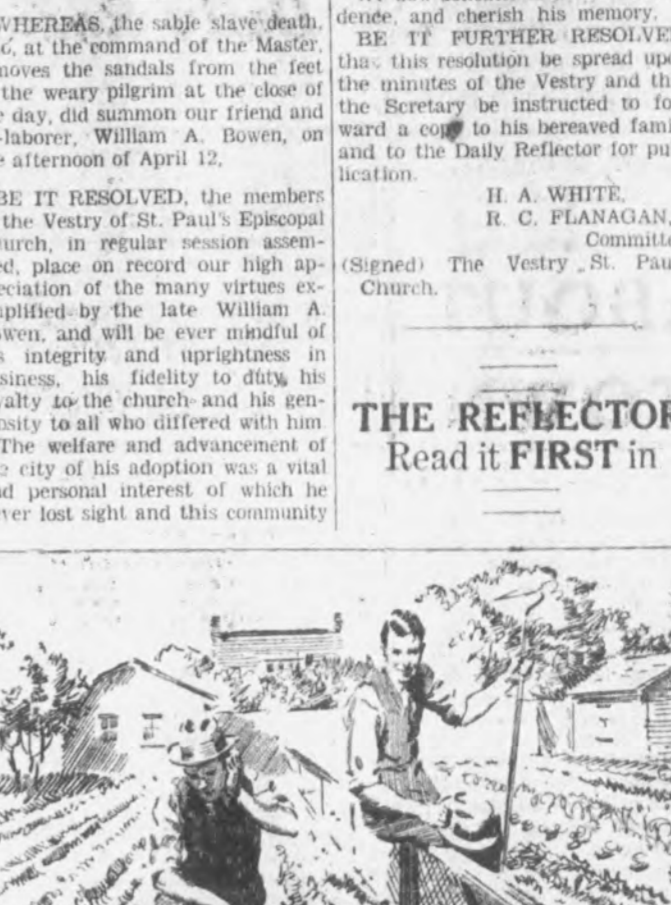 WHEREAS, the sable slave death,
at the command of the Master,
moves the sandals from the feet
the weary pilgrim at the close of
day, did summon our friend and
-laborer, William A. Bowen, on
afternoon of April 12,
BE IT RESOLVED, the members
the Vestry of St. Paul's Episcopal
urch, in regular session assem-
ed, place on record our high ap-
eciation of the many virtues ex-
mplified by the late William A.
owen, and will be ever mindful of
s integrity and uprightness in
siness, his fidelity to duty, his
yalty to the church and his gen-
osity to all who differed with him
The welfare and advancement of
e city of his adoption was a vital
nd personal interest of which he
ver lost sight and this community
dence, and cherish his memory.
BE IT FURTHER RESOLVED
tha this resolution be spread upo
the minutes of the Vestry and th
the Scretary be instructed to fo
ward a copy to his bereaved fami
and to the Daily Reflector for pu
lication.
H. A. WHITE,
R. C. FLANAGAN,
Committe
(Signed) The Vestry St. Pau
Church.
THE REFLECTOR
Read it FIRST in